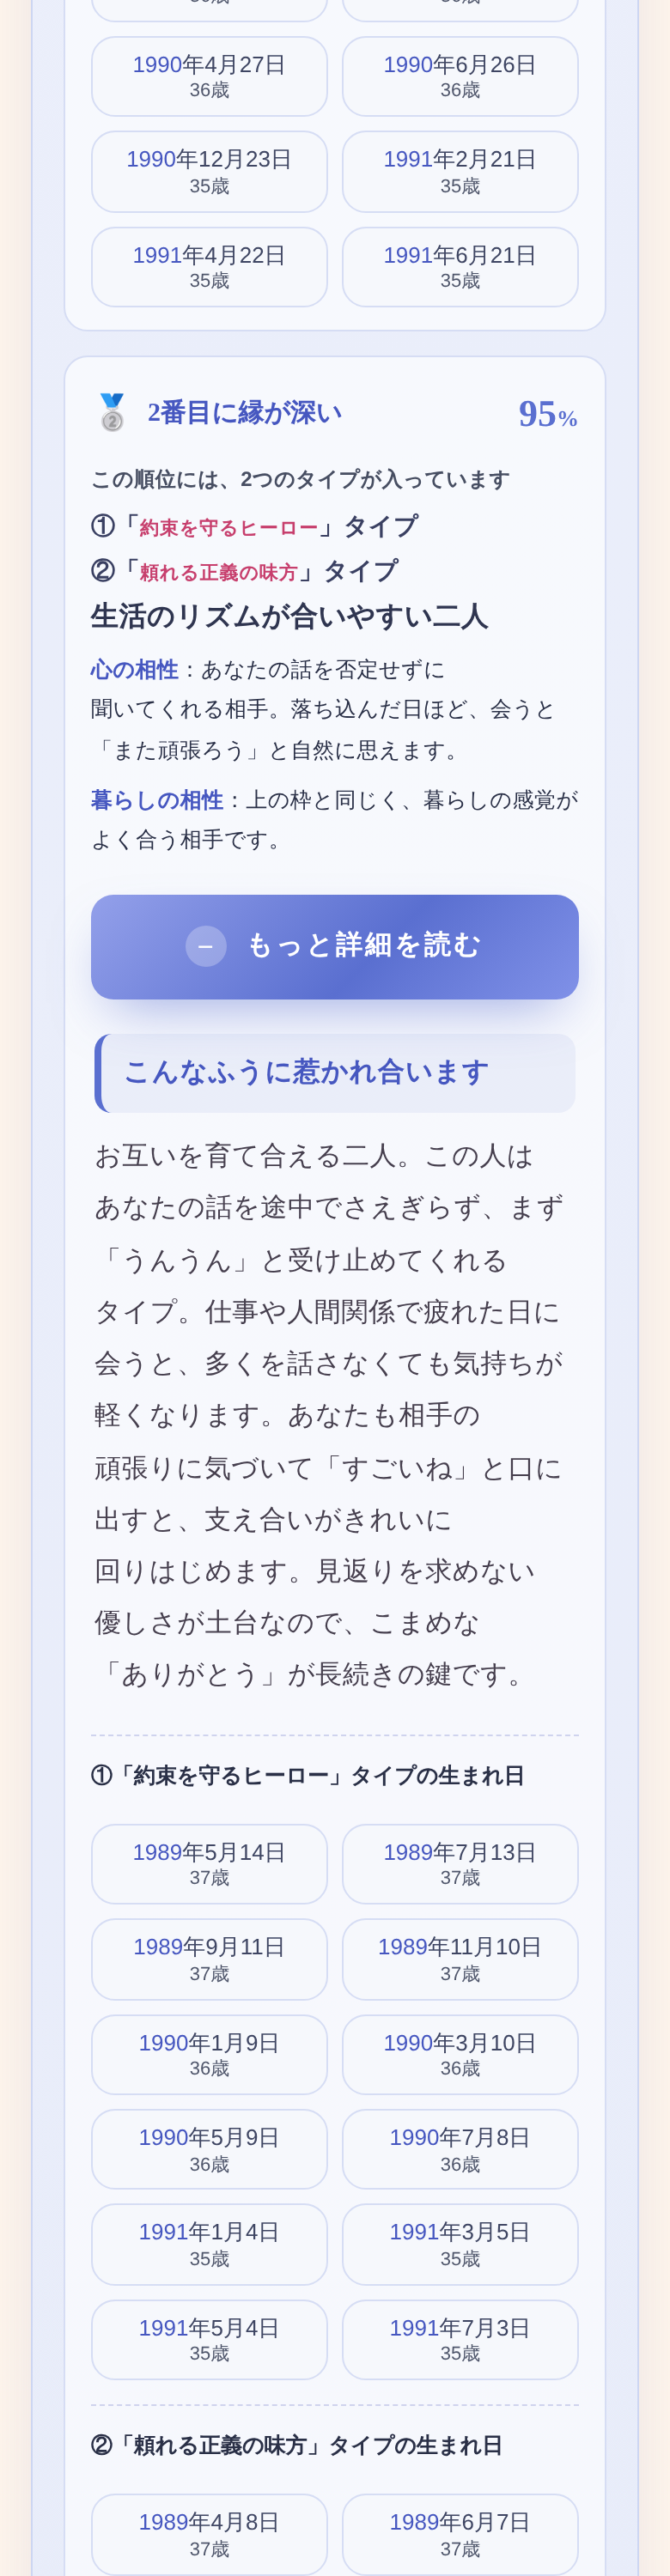 1990年4月27日
36歳
1990年6月26日
36歳
1990年12月23日
35歳
1991年2月21日
35歳
1991年4月22日
35歳
1991年6月21日
35歳
2番目に縁が深い
95%
この順位には、2つのタイプが入っています
①「約束を守るヒーロー」タイプ
②「頼れる正義の味方」タイプ
生活のリズムが合いやすい二人
心の相性：あなたの話を否定せずに
聞いてくれる相手。落ち込んだ日ほど、会うと
「また頑張ろう」と自然に思えます。
暮らしの相性：上の枠と同じく、暮らしの感覚が
よく合う相手です。
− もっと詳細を読む
こんなふうに惹かれ合います
お互いを育て合える二人。この人は
あなたの話を途中でさえぎらず、まず
「うんうん」と受け止めてくれる
タイプ。仕事や人間関係で疲れた日に
会うと、多くを話さなくても気持ちが
軽くなります。あなたも相手の
頑張りに気づいて「すごいね」と口に
出すと、支え合いがきれいに
回りはじめます。見返りを求めない
優しさが土台なので、こまめな
「ありがとう」が長続きの鍵です。
①「約束を守るヒーロー」タイプの生まれ日
1989年5月14日
37歳
1989年7月13日
37歳
1989年9月11日
37歳
1989年11月10日
37歳
1990年1月9日
36歳
1990年3月10日
36歳
1990年5月9日
36歳
1990年7月8日
36歳
1991年1月4日
35歳
1991年3月5日
35歳
1991年5月4日
35歳
1991年7月3日
35歳
②「頼れる正義の味方」タイプの生まれ日
1989年4月8日
37歳
1989年6月7日
37歳